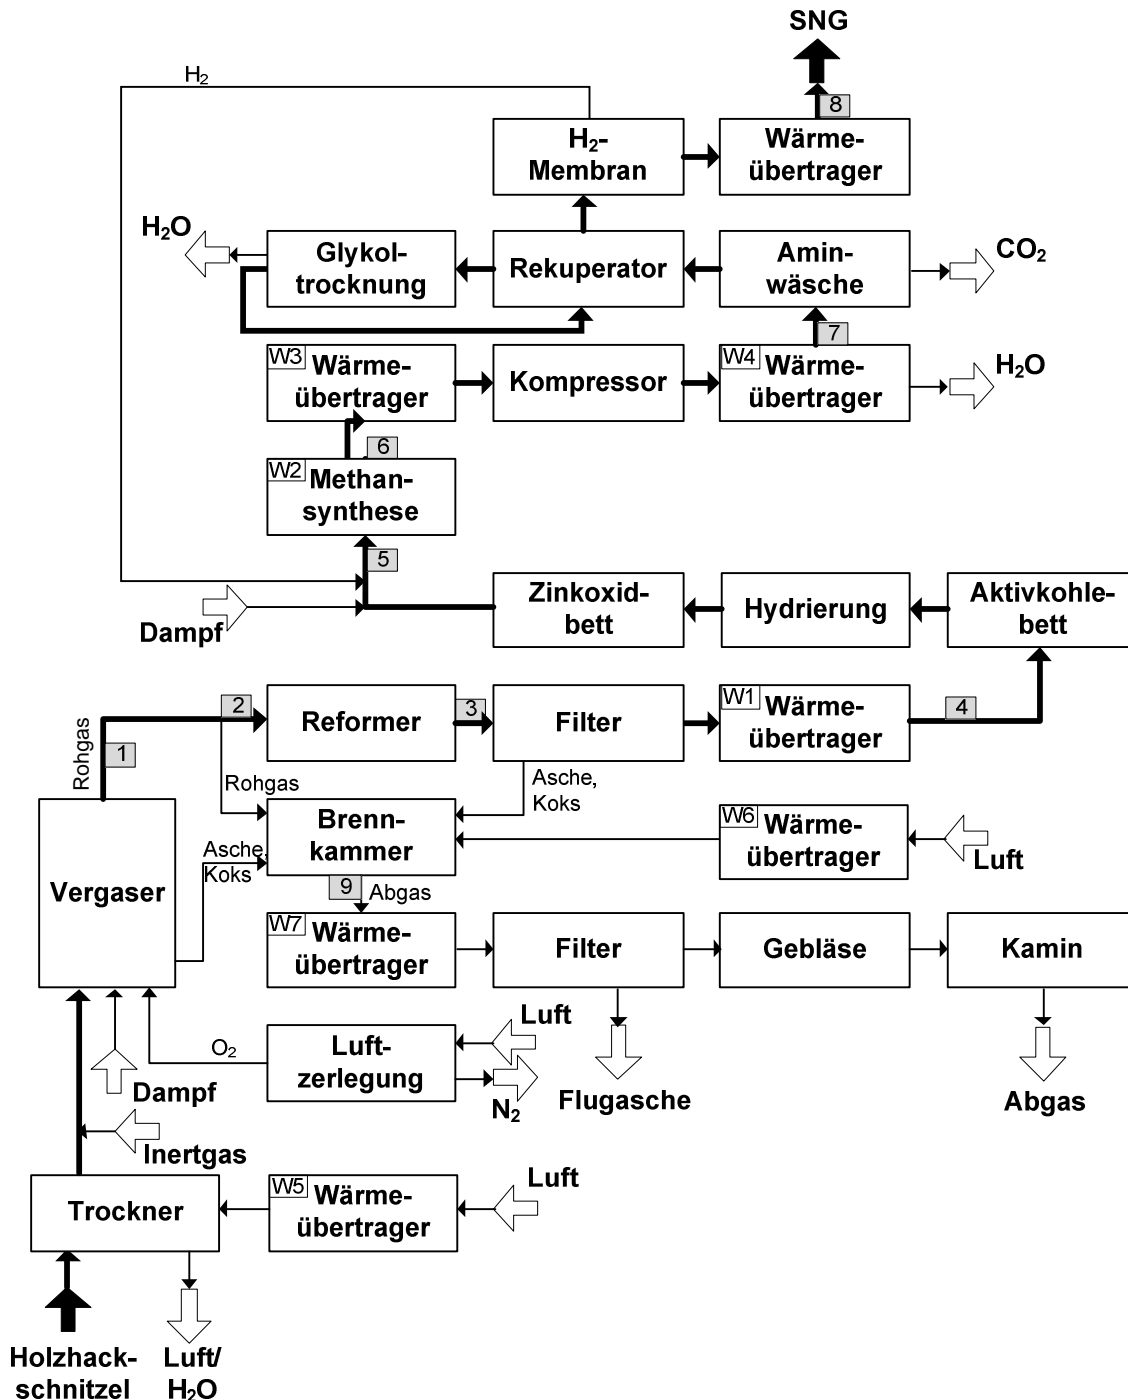 SNG
H₂
8
H₂-
Membran
Wärme-
übertrager
H₂O
Glykol-
trocknung
Rekuperator
Amin-
wäsche
CO₂
7
W3
Wärme-
übertrager
Kompressor
W4
Wärme-
übertrager
H₂O
6
W2
Methan-
synthese
5
Dampf
Zinkoxid-
bett
Hydrierung
Aktivkohle-
bett
Rohgas
1
2
Reformer
3
Filter
W1
Wärme-
übertrager
4
Rohgas
Asche,
Koks
Vergaser
Asche,
Koks
Brenn-
kammer
W6
Wärme-
übertrager
Luft
9
Abgas
W7
Wärme-
übertrager
Filter
Gebläse
Kamin
O₂
Luft-
zerlegung
Luft
N₂
Flugasche
Abgas
Dampf
Inertgas
Trockner
W5
Wärme-
übertrager
Luft
Holzhack-
schnitzel
Luft/
H₂O